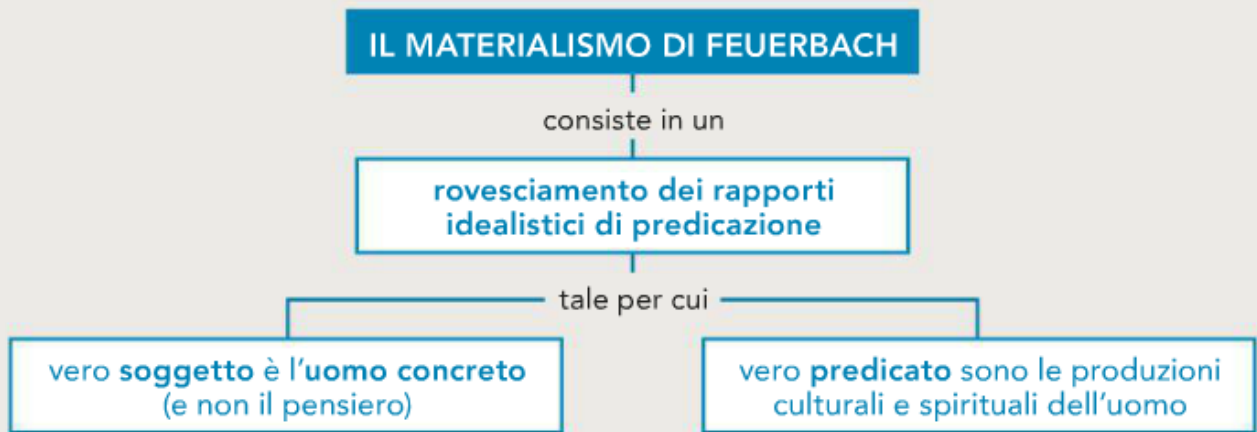 IL MATERIALISMO DI FEUERBACH
consiste in un
rovesciamento dei rapporti
idealistici di predicazione
tale per cui
vero soggetto è l'uomo concreto
(e non il pensiero)
vero predicato sono le produzioni
culturali e spirituali dell'uomo